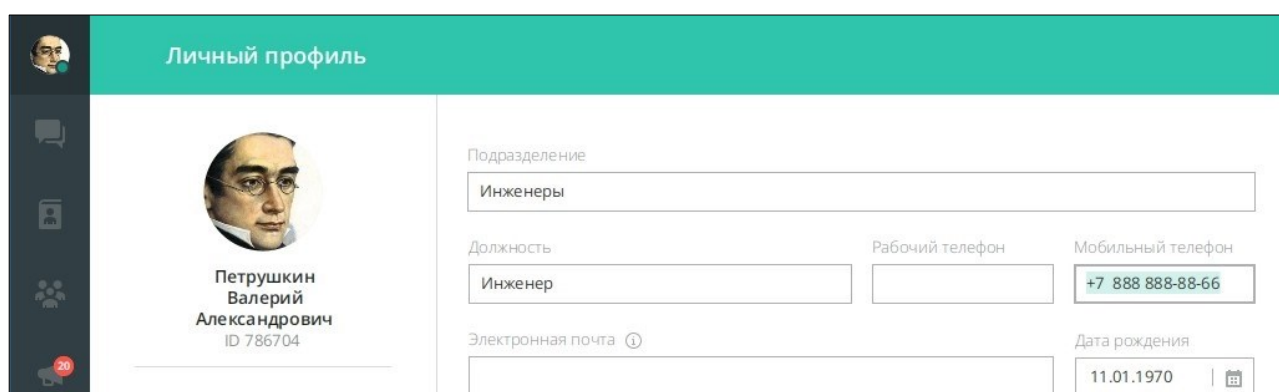 Личный профиль
Подразделение
Инженеры
Должность
Рабочий телефон
Мобильный телефон
Инженер
+7 888 888-88-66
Петрушкин
Валерий
Александрович
ID 786704
Электронная почта
Дата рождения
11.01.1970
20